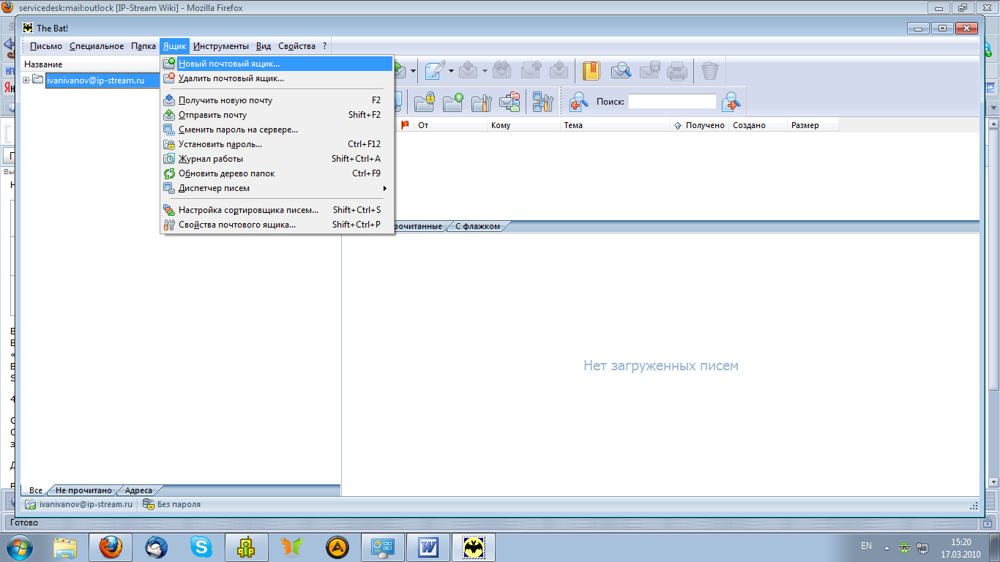 servicedesk:mail:outlock [IP-Stream Wiki] - Mozilla Firefox
The Bat!
Письмо Специальное Папка Ящик Инструменты Вид Свойства ?
Название
ivanivanov@ip-stream.ru
Новый почтовый ящик...
Удалить почтовый ящик...
Получить новую почту F2
Отправить почту Shift+F2
Сменить пароль на сервере...
Установить пароль... Ctrl+F12
Журнал работы Shift+Ctrl+A
Обновить дерево папок Ctrl+F9
Диспетчер писем
Настройка сортировщика писем... Shift+Ctrl+S
Свойства почтового ящика... Shift+Ctrl+P
Поиск:
От Кому Тема Получено Создано Размер
С флажком
Нет загруженных писем
Все Не прочитано Адреса
ivanivanov@ip-stream.ru Без пароля
Готово
EN 15:20
17.03.2010